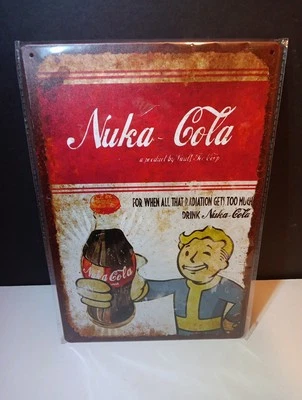 Nuka-Cola
a product by Vault-Tec Corp
FOR WHEN ALL THAT RADIATION GETS TOO MUCH
DRINK Nuka-Cola
Nuka Cola